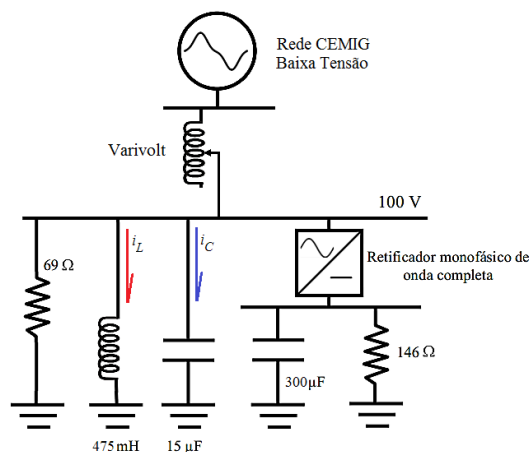 Rede CEMIG
Baixa Tensão
Varivolt
100 V
i_L
i_C
69 Ω
Retificador monofásico de
onda completa
146 Ω
300μF
475 mH
15 μF